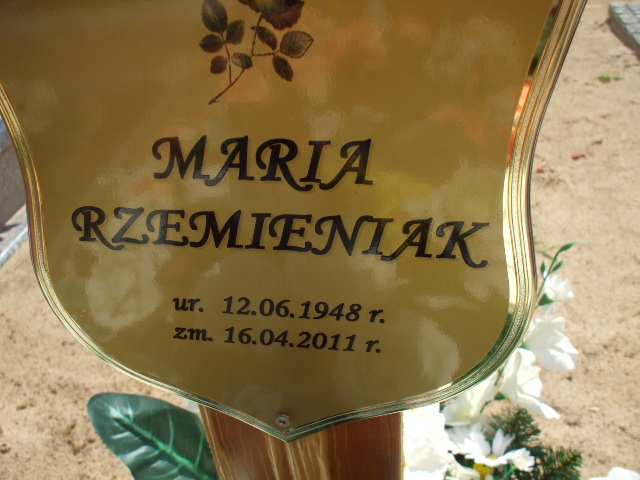 MARIA
RZEMIENIAK
ur. 12.06.1948 r.
zm. 16.04.2011 r.